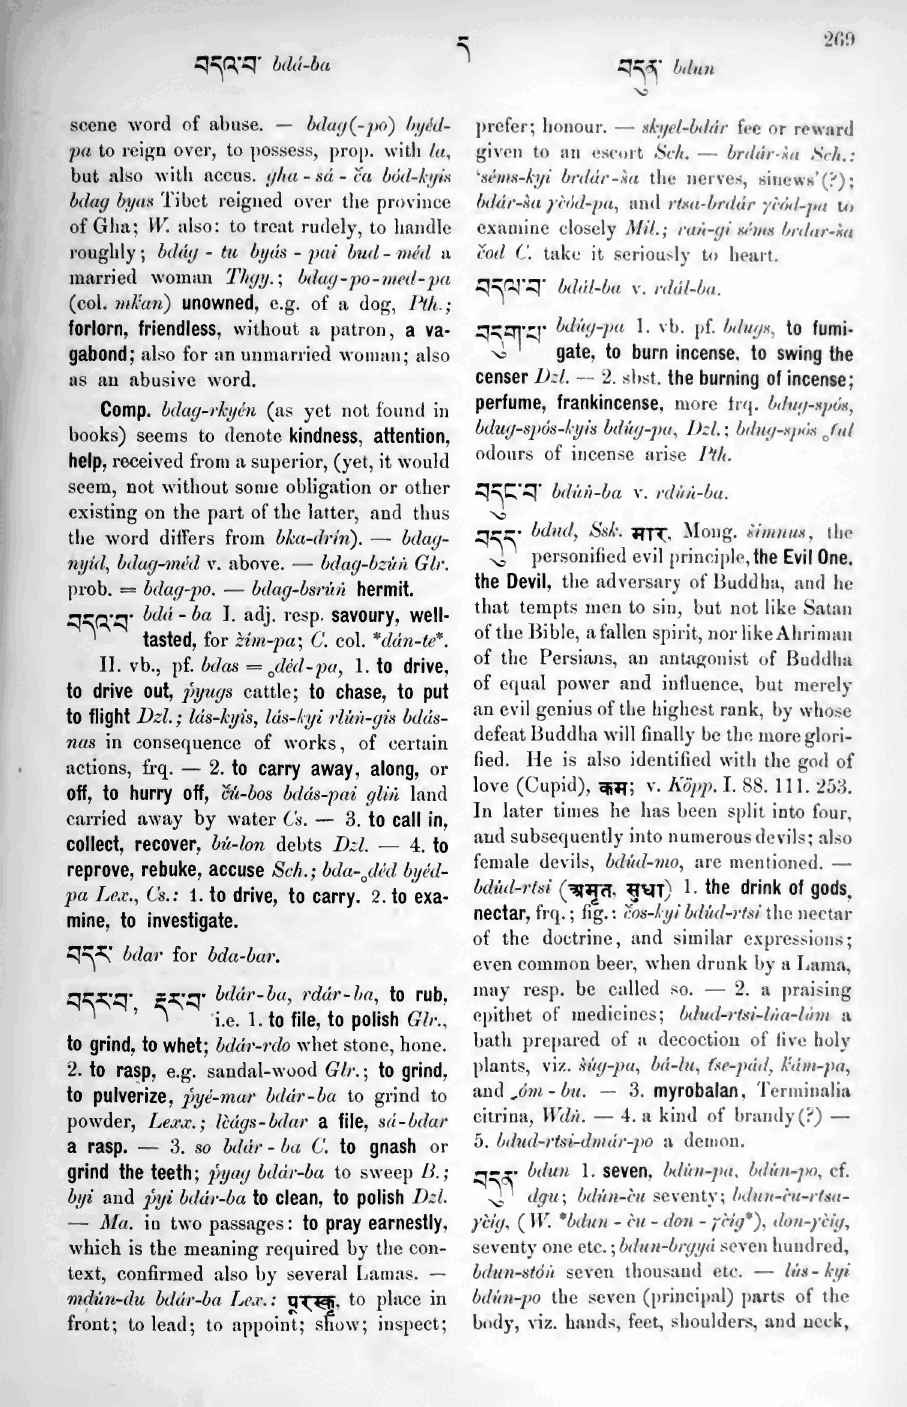 269
བདའ་བ་ bdá-ba
ད
བདུན་ bdun
scene word of abuse. — bdag(-po) byéd-
pa to reign over, to possess, prop. with la,
but also with accus. gha-sá-ča bód-kyis
bdag byas Tibet reigned over the province
of Gha; W. also: to treat rudely, to handle
roughly; bdág-tu byás-pai bud-méd a
married woman Thgy.; bdag-po-med-pa
(col. mḱan) unowned, e.g. of a dog, Pth.;
forlorn, friendless, without a patron, a va-
gabond; also for an unmarried woman; also
as an abusive word.
Comp. bdag-rkyén (as yet not found in
books) seems to denote kindness, attention,
help, received from a superior, (yet, it would
seem, not without some obligation or other
existing on the part of the latter, and thus
the word differs from bka-drín). — bdag-
nyíd, bdag-méd v. above. — bdag-bzúṅ Glr.
prob. = bdag-po. — bdag-bsrúṅ hermit.
བདའ་བ་ bdá-ba I. adj. resp. savoury, well-
tasted, for žim-pa; C. col. *dán-te*.
II. vb., pf. bdas = ₀déd-pa, 1. to drive,
to drive out, ṕyugs cattle; to chase, to put
to flight Dzl.; lás-kyis, lás-kyi rlúṅ-gis bdás-
nas in consequence of works, of certain
actions, frq. — 2. to carry away, along, or
off, to hurry off, ču-bos bdás-pai gliṅ land
carried away by water Cs. — 3. to call in,
collect, recover, bú-lon debts Dzl. — 4. to
reprove, rebuke, accuse Sch.; bda-₀déd byéd-
pa Lex., Cs.: 1. to drive, to carry. 2. to exa-
mine, to investigate.
བདར་ bdar for bda-bar.
བདར་བ་, རྡར་བ་ bdár-ba, rdár-ba, to rub,
i.e. 1. to file, to polish Glr.,
to grind, to whet; bdár-rdo whet stone, hone.
2. to rasp, e.g. sandal-wood Glr.; to grind,
to pulverize, ṕyé-mar bdár-ba to grind to
powder, Lexx.; lčágs-bdar a file, sá-bdar
a rasp. — 3. so bdár-ba C. to gnash or
grind the teeth; ṕyag bdár-ba to sweep B.;
byi and ṕyi bdár-ba to clean, to polish Dzl.
— Ma. in two passages: to pray earnestly,
which is the meaning required by the con-
text, confirmed also by several Lamas. —
mdún-du bdár-ba Lex.: पुरस्कृ, to place in
front; to lead; to appoint; show; inspect;
prefer; honour. — skyel-bdár fee or reward
given to an escort Sch. — brdár-ša Sch.:
‘séms-kyi brdár-ša the nerves, sinews’(?);
bdár-ša ɣčód-pa, and rtsa-brdár ɣčód-pa to
examine closely Mil.; raṅ-gi séms brdar-ša
čod C. take it seriously to heart.
བདལ་བ་ bdál-ba v. rdál-ba.
བདུག་པ་ bdúg-pa 1. vb. pf. bdugs, to fumi-
gate, to burn incense, to swing the
censer Dzl. — 2. sbst. the burning of incense;
perfume, frankincense, more frq. bdug-spós,
bdug-spós-kyis bdúg-pa, Dzl.; bdug-spós ₀ťul
odours of incense arise Pth.
བདུང་བ་ bdúṅ-ba v. rdúṅ-ba.
བདུད་ bdud, Ssk. मार, Mong. šimnus, the
personified evil principle, the Evil One,
the Devil, the adversary of Buddha, and he
that tempts men to sin, but not like Satan
of the Bible, a fallen spirit, nor like Ahriman
of the Persians, an antagonist of Buddha
of equal power and influence, but merely
an evil genius of the highest rank, by whose
defeat Buddha will finally be the more glori-
fied. He is also identified with the god of
love (Cupid), काम; v. Köpp. I. 88. 111. 253.
In later times he has been split into four,
and subsequently into numerous devils; also
female devils, bdúd-mo, are mentioned. —
bdúd-rtsi (अमृत, सुधा) 1. the drink of gods,
nectar, frq.; fig.: čos-kyi bdúd-rtsi the nectar
of the doctrine, and similar expressions;
even common beer, when drunk by a Lama,
may resp. be called so. — 2. a praising
epithet of medicines; bdud-rtsi-lṅa-lúm a
bath prepared of a decoction of five holy
plants, viz. šúg-pa, bá-lu, ťse-pád, ḱám-pa,
and ₀óm-bu. — 3. myrobalan, Terminalia
citrina, Wdṅ. — 4. a kind of brandy(?) —
5. bdud-rtsi-dmár-po a demon.
བདུན་ bdun 1. seven, bdún-pa, bdún-po, cf.
dgu; bdún-ču seventy; bdun-ču-rtsa-
ɣčig, (W. *bdun-ču-don-ɣčig*), don-ɣčig,
seventy one etc.; bdun-brgyá seven hundred,
bdun-stóṅ seven thousand etc. — lús-kyi
bdún-po the seven (principal) parts of the
body, viz. hands, feet, shoulders, and neck,